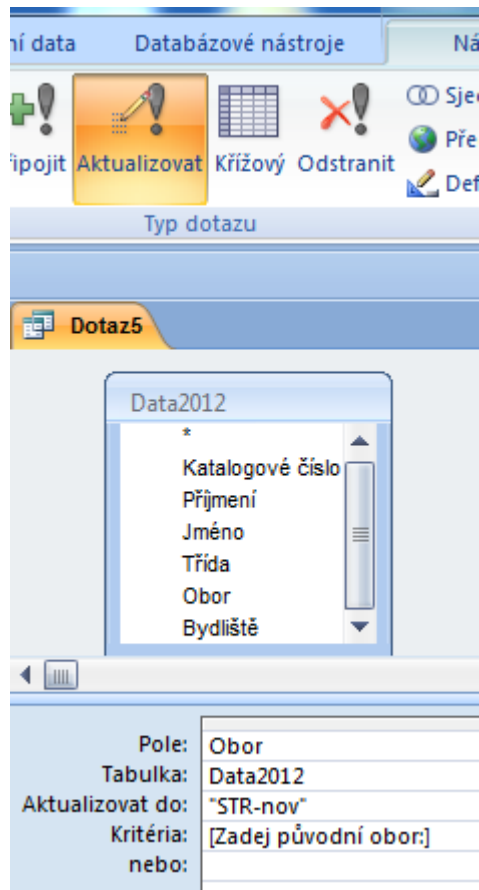 ní data Databázové nástroje Ná
řipojit Aktualizovat Křížový Odstranit
Sjed
Pře
Def
Typ dotazu
Dotaz5
Data2012
*
Katalogové číslo
Příjmení
Jméno
Třída
Obor
Bydliště
Pole: Obor
Tabulka: Data2012
Aktualizovat do: "STR-nov"
Kritéria: [Zadej původní obor:]
nebo: